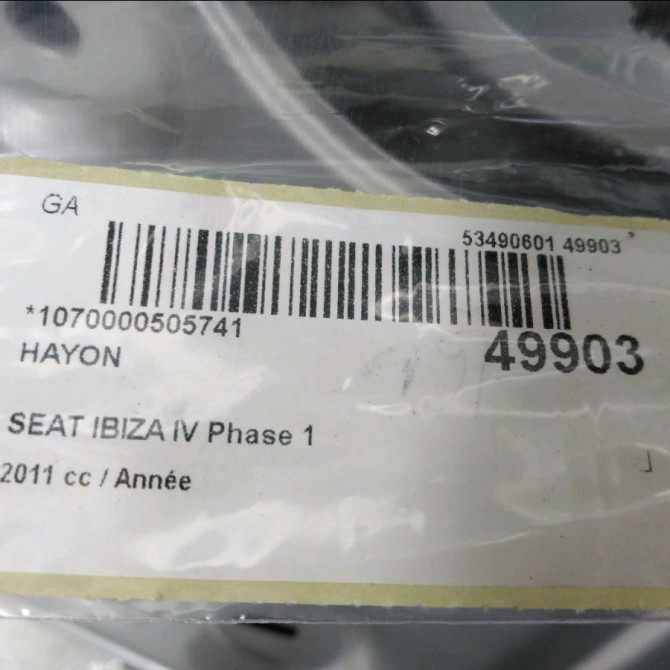 GA
53490601 49903
*1070000505741
49903
HAYON
SEAT IBIZA IV Phase 1
2011 cc / Année